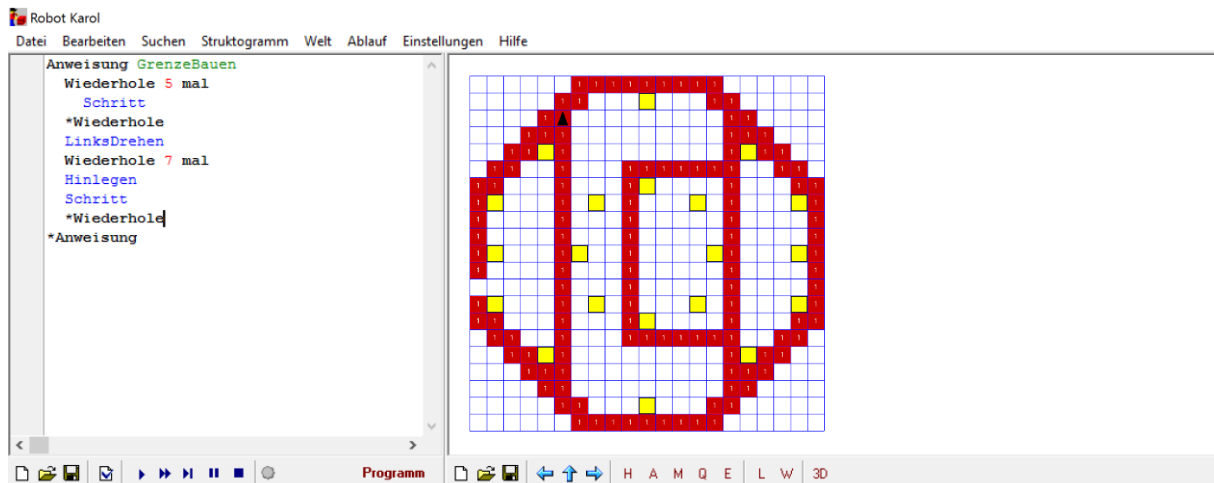 Robot Karol
Datei Bearbeiten Suchen Struktogramm Welt Ablauf Einstellungen Hilfe
Anweisung GrenzeBauen
Wiederhole 5 mal
Schritt
*Wiederhole
LinksDrehen
Wiederhole 7 mal
Hinlegen
Schritt
*Wiederhole
*Anweisung
Programm
H A M Q E L W 3D